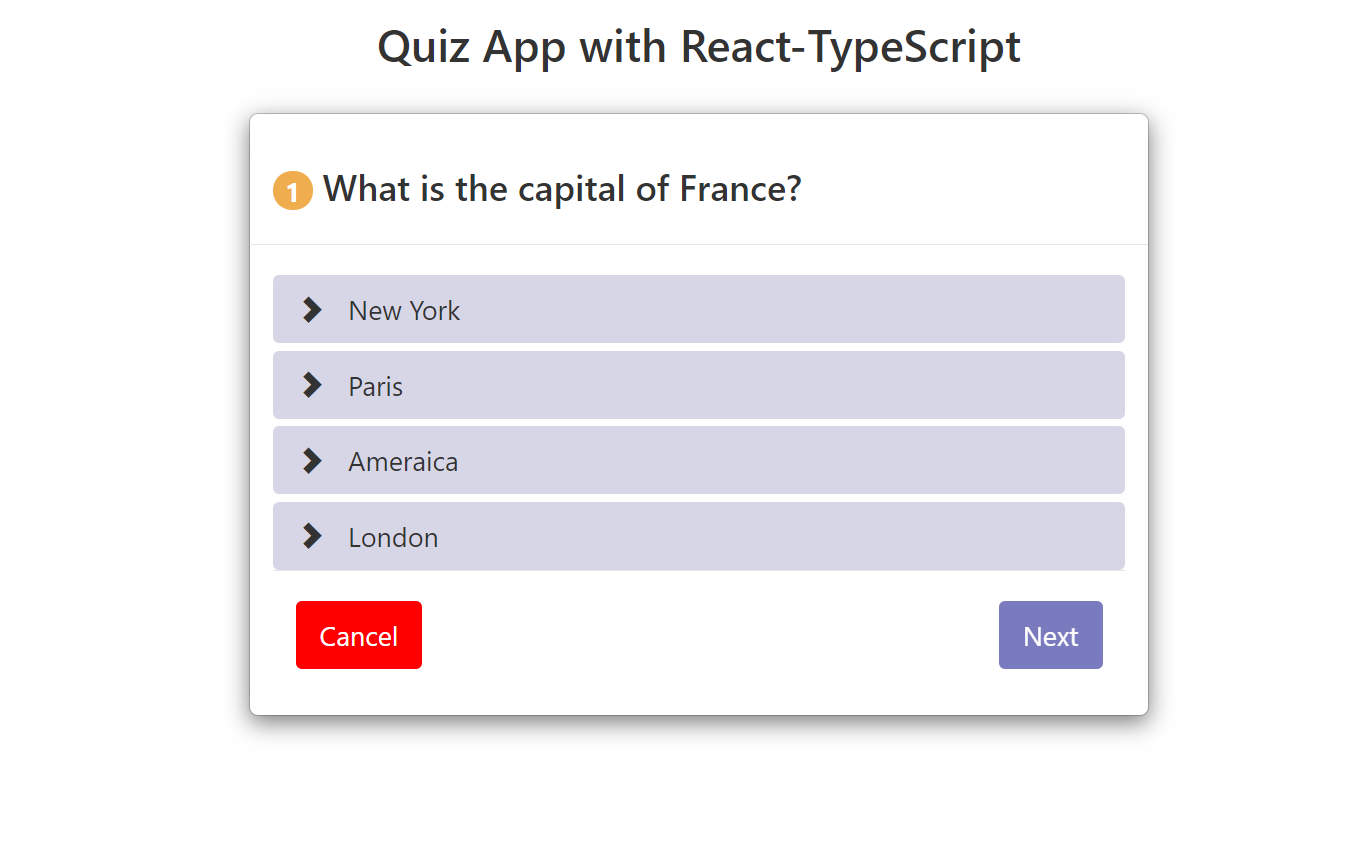 Quiz App with React-TypeScript
1 What is the capital of France?
New York
Paris
Ameraica
London
Cancel Next